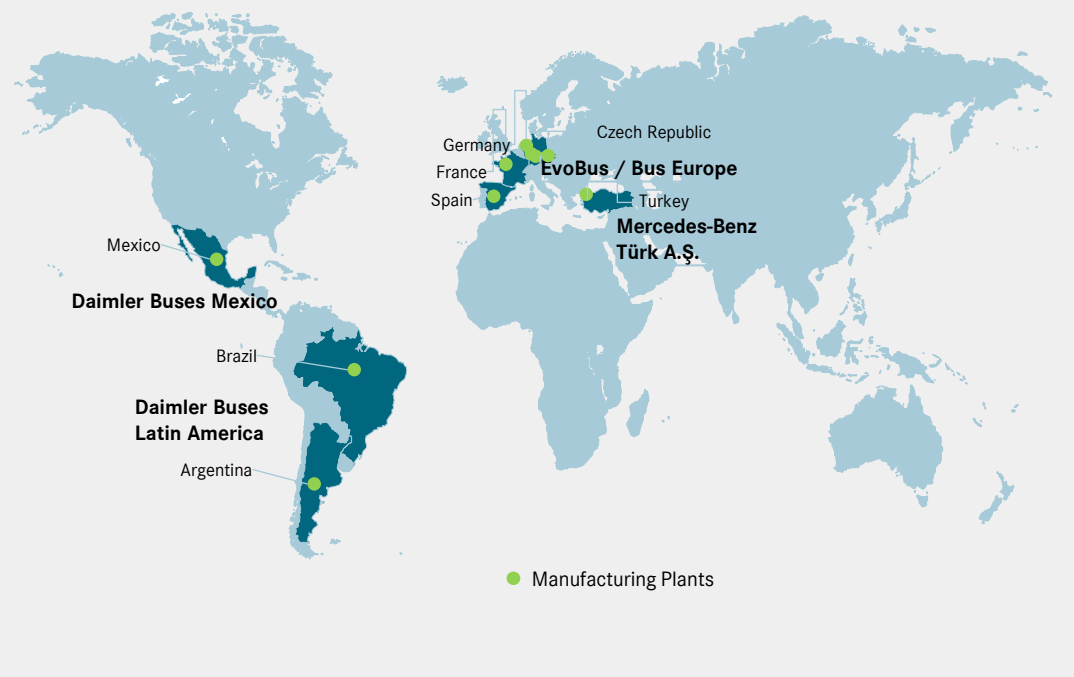 Czech Republic
Germany
EvoBus / Bus Europe
France
Spain
Turkey
Mercedes-Benz
Türk A.Ş.
Mexico
Daimler Buses Mexico
Brazil
Daimler Buses
Latin America
Argentina
Manufacturing Plants